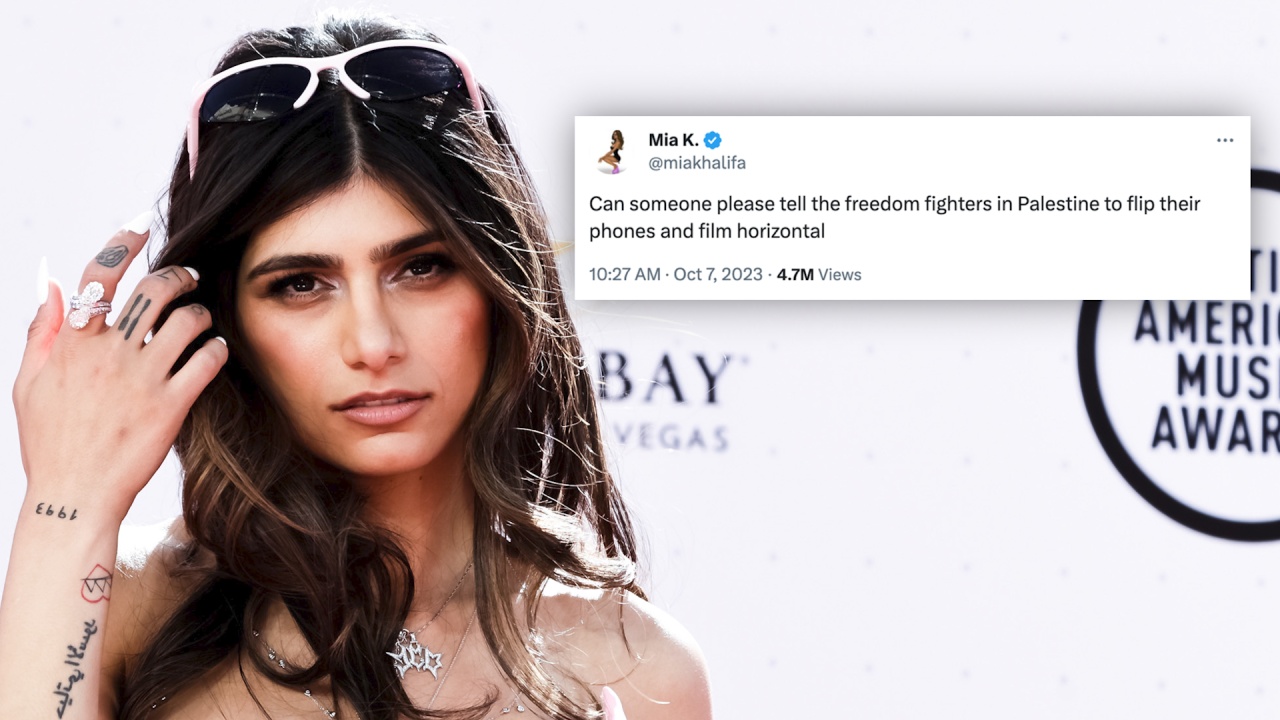 Mia K.
@miakhalifa
Can someone please tell the freedom fighters in Palestine to flip their
phones and film horizontal
10:27 AM · Oct 7, 2023 · 4.7M Views
BAY
VEGAS
AMERIC
MUSI
AWAR
1993